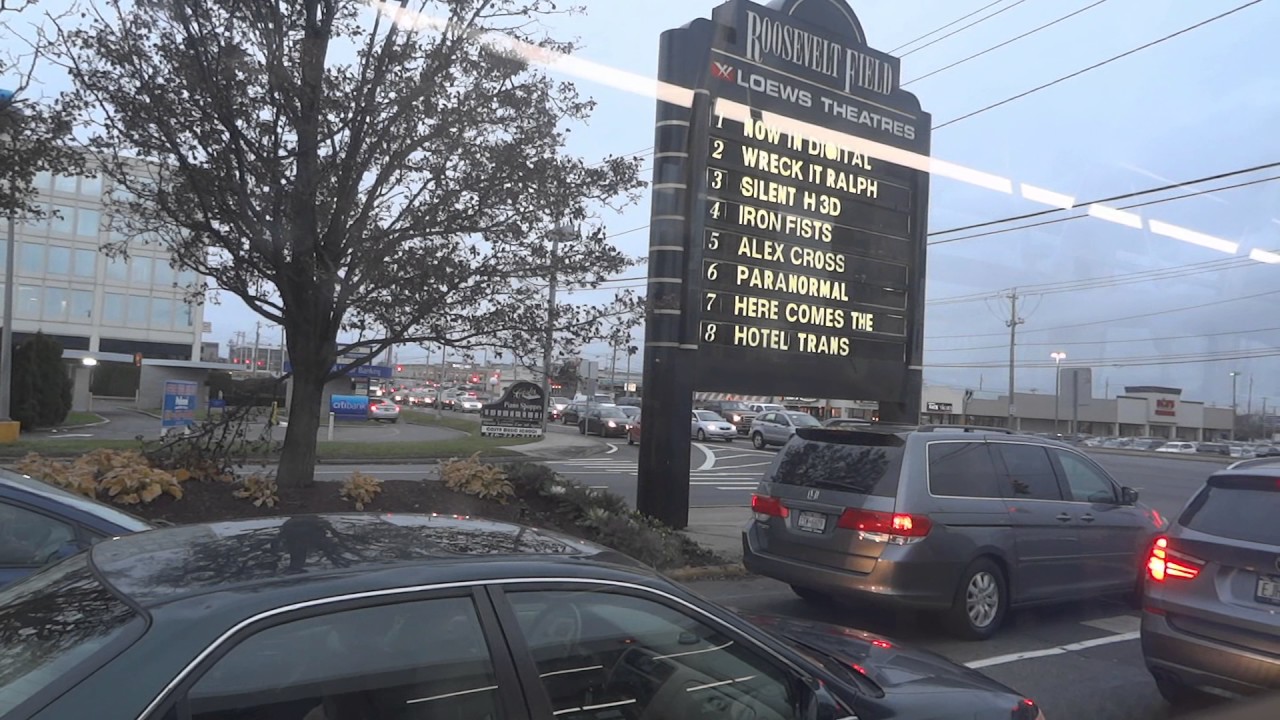 ROOSEVELT FIELD
LOEWS THEATRES
1 NOW IN DIGITAL
2 WRECK IT RALPH
3 SILENT H 3D
4 IRON FISTS
5 ALEX CROSS
6 PARANORMAL
7 HERE COMES THE
8 HOTEL TRANS
citibank